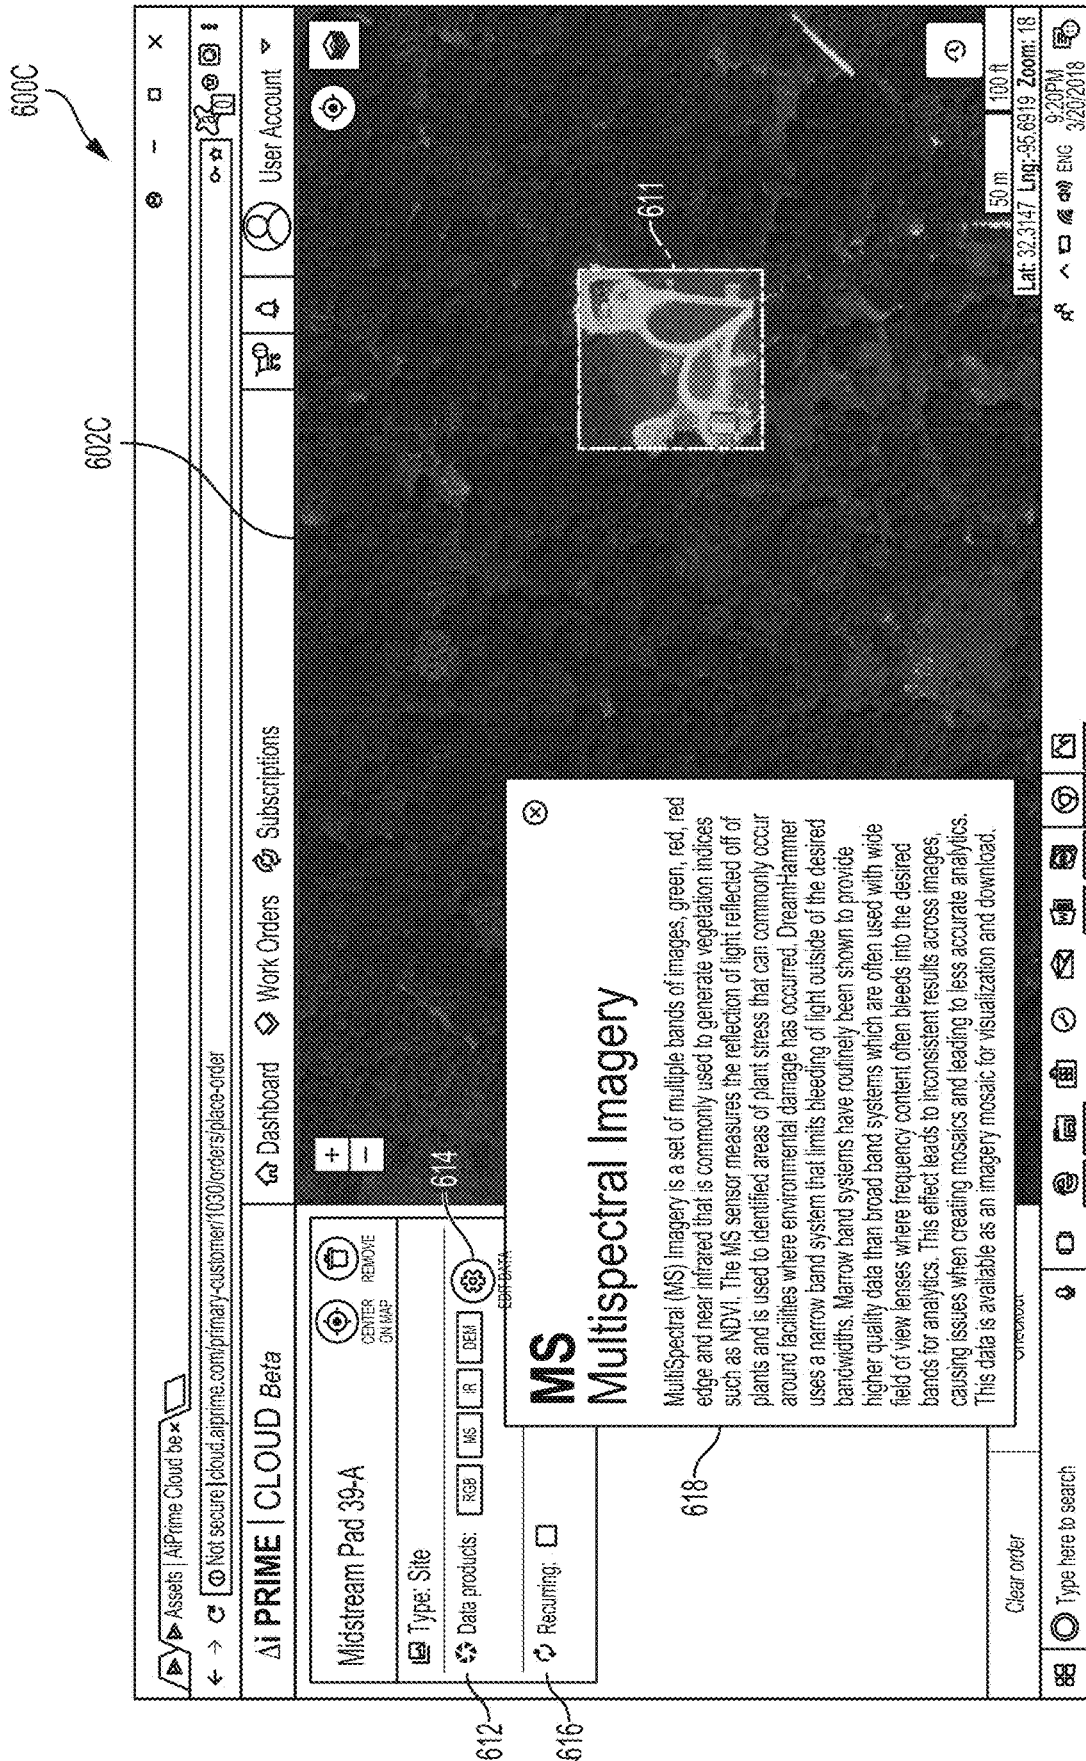 600C
602C
Assets | AiPrime Cloud be ×
Not secure | cloud.aiprime.com/primary-customer/1030/orders/place-order
Ai PRIME | CLOUD Beta
Dashboard
Work Orders
Subscriptions
User Account
Midstream Pad 39-A
CENTER
ON MAP
REMOVE
Type: Site
612
Data products:
RGB
MS
IR
DEM
EDIT DATA
614
616
Recurring:
+
−
611
618
MS
Multispectral Imagery
MultiSpectral (MS) Imagery is a set of multiple bands of images, green, red, red
edge and near infrared that is commonly used to generate vegetation indices
such as NDVI. The MS sensor measures the reflection of light reflected off of
plants and is used to identified areas of plant stress that can commonly occur
around facilities where environmental damage has occurred. DreamHammer
uses a narrow band system that limits bleeding of light outside of the desired
bandwidths. Marrow band systems have routinely been shown to provide
higher quality data than broad band systems which are often used with wide
field of view lenses where frequency content often bleeds into the desired
bands for analytics. This effect leads to inconsistent results across images,
causing issues when creating mosaics and leading to less accurate analytics.
This data is available as an imagery mosaic for visualization and download.
Clear order
Checkout
50 m
100 ft
Lat: 32.3147 Lng:-95.6919 Zoom: 18
Type here to search
ENG
9:20PM
3/20/2018